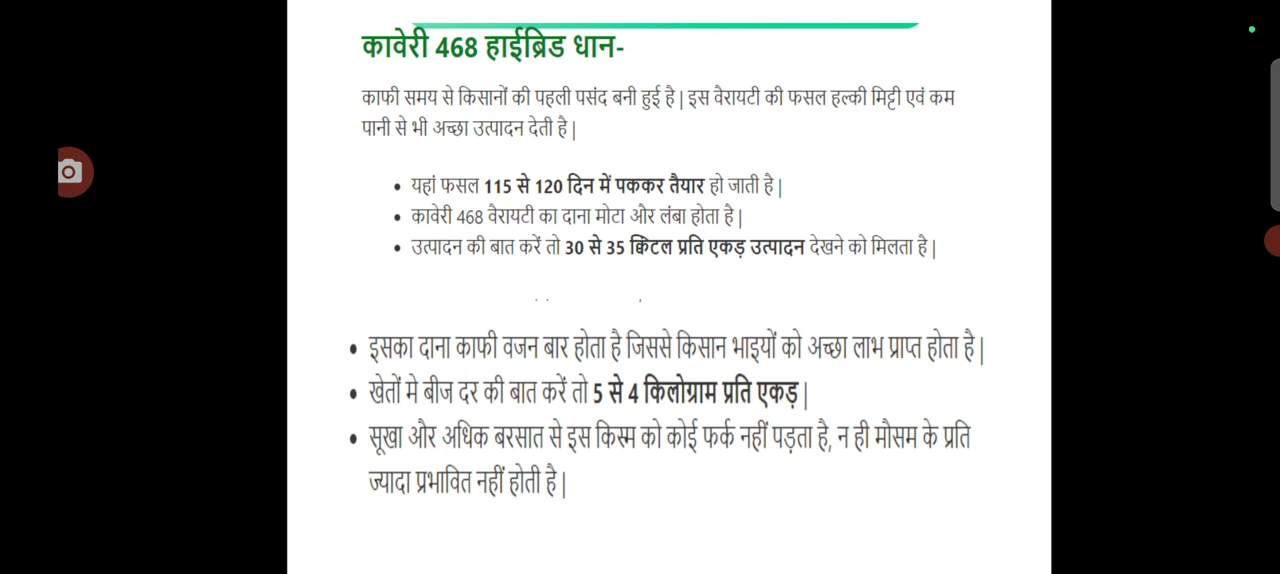 कावेरी 468 हाईब्रिड धान-
काफी समय से किसानों की पहली पसंद बनी हुई है | इस वैरायटी की फसल हल्की मिट्टी एवं कम
पानी से भी अच्छा उत्पादन देती है |
• यहां फसल 115 से 120 दिन में पककर तैयार हो जाती है |
• कावेरी 468 वैरायटी का दाना मोटा और लंबा होता है |
• उत्पादन की बात करें तो 30 से 35 क्विटल प्रति एकड़ उत्पादन देखने को मिलता है |
• इसका दाना काफी वजन बार होता है जिससे किसान भाइयों को अच्छा लाभ प्राप्त होता है |
• खेतों मे बीज दर की बात करें तो 5 से 4 किलोग्राम प्रति एकड़ |
• सूखा और अधिक बरसात से इस किस्म को कोई फर्क नहीं पड़ता है, न ही मौसम के प्रति
ज्यादा प्रभावित नहीं होती है |